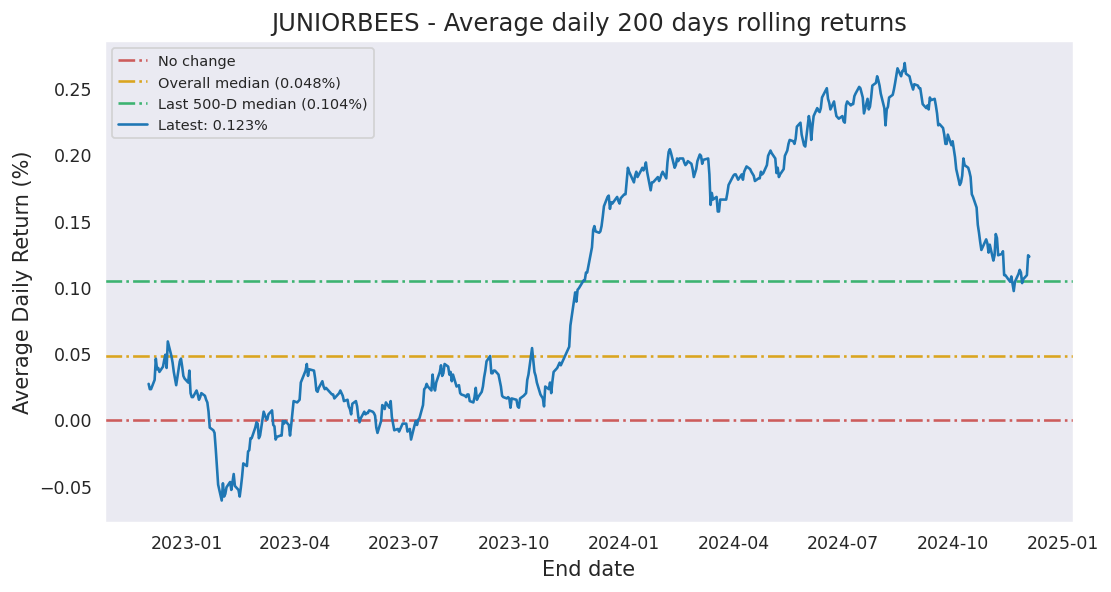 JUNIORBEES - Average daily 200 days rolling returns
No change
Overall median (0.048%)
Last 500-D median (0.104%)
Latest: 0.123%
Average Daily Return (%)
0.25
0.20
0.15
0.10
0.05
0.00
−0.05
2023-01 2023-04 2023-07 2023-10 2024-01 2024-04 2024-07 2024-10 2025-01
End date